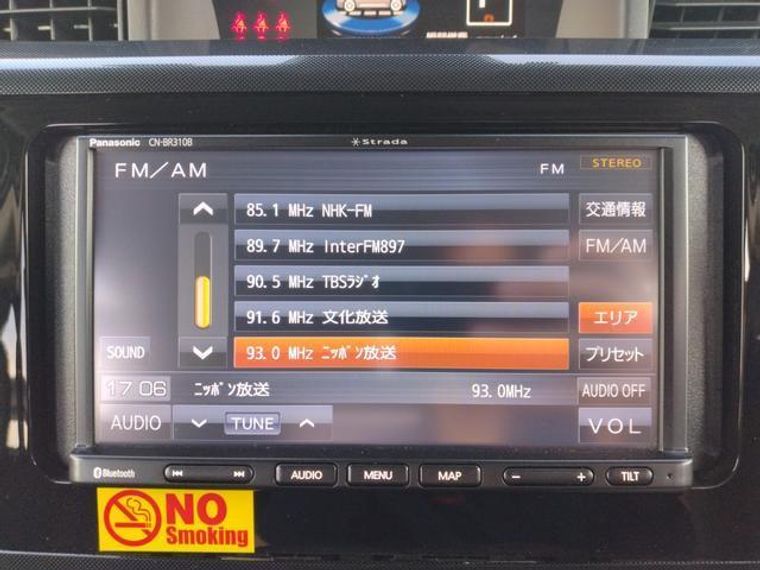 Panasonic CN-BR310B Strada
FM/AM FM STEREO
85.1 MHz NHK-FM 交通情報
89.7 MHz InterFM897 FM/AM
90.5 MHz TBSﾗｼﾞｵ
91.6 MHz 文化放送 エリア
SOUND 93.0 MHz ﾆｯﾎﾟﾝ放送 プリセット
17:06 ﾆｯﾎﾟﾝ放送 93.0MHz AUDIO OFF
AUDIO TUNE VOL
Bluetooth AUDIO MENU MAP − + TILT
NO
Smoking